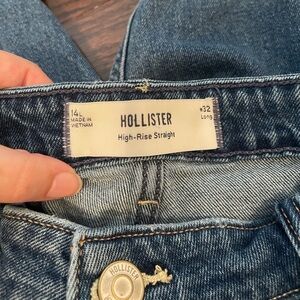 14L
MADE IN
VIETNAM
HOLLISTER
High-Rise Straight
W32
Long
HOLLISTER